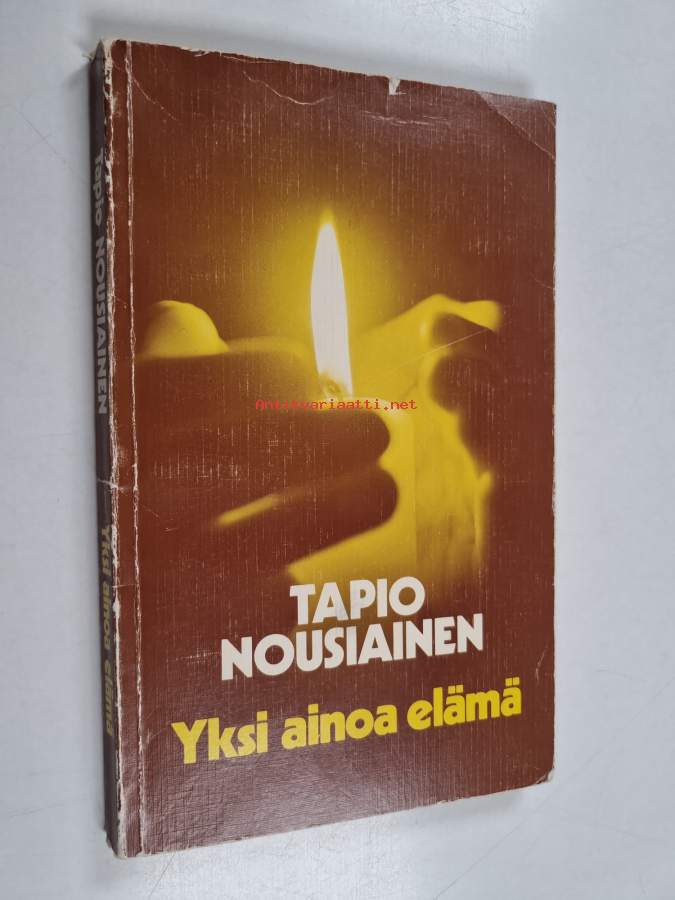 Tapio NOUSIAINEN Yksi ainoa elämä
Antikvariaatti.net
TAPIO
NOUSIAINEN
Yksi ainoa elämä